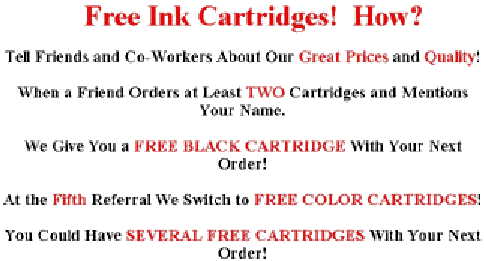 Free Ink Cartridges! How?
Tell Friends and Co-Workers About Our Great Prices and Quality!
When a Friend Orders at Least TWO Cartridges and Mentions
Your Name.
We Give You a FREE BLACK CARTRIDGE With Your Next
Order!
At the Fifth Referral We Switch to FREE COLOR CARTRIDGES!
You Could Have SEVERAL FREE CARTRIDGES With Your Next
Order!